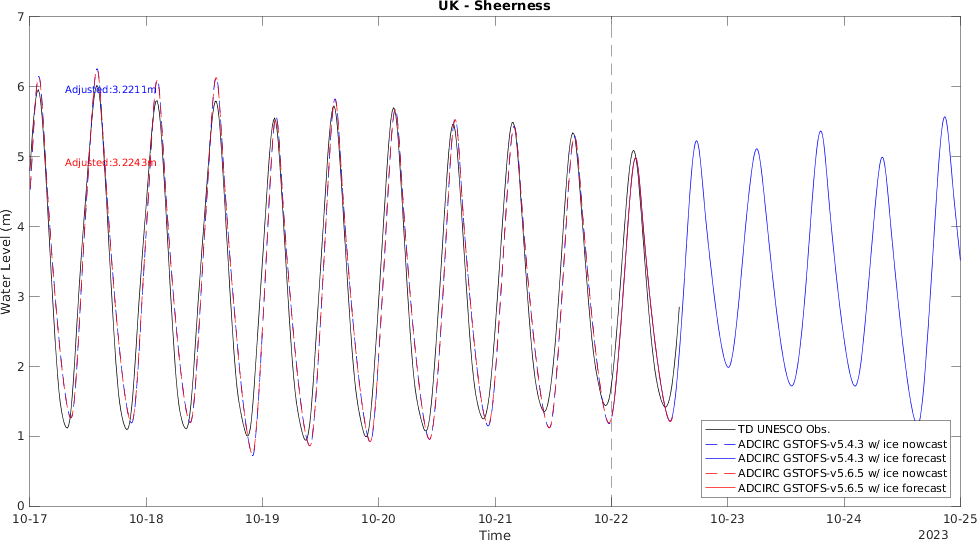 UK - Sheerness
7
6
5
4
3
2
1
0
Water Level (m)
Adjusted:3.2211m
Adjusted:3.2243m
TD UNESCO Obs.
ADCIRC GSTOFS-v5.4.3 w/ ice nowcast
ADCIRC GSTOFS-v5.4.3 w/ ice forecast
ADCIRC GSTOFS-v5.6.5 w/ ice nowcast
ADCIRC GSTOFS-v5.6.5 w/ ice forecast
10-17 10-18 10-19 10-20 10-21 10-22 10-23 10-24 10-25
Time
2023